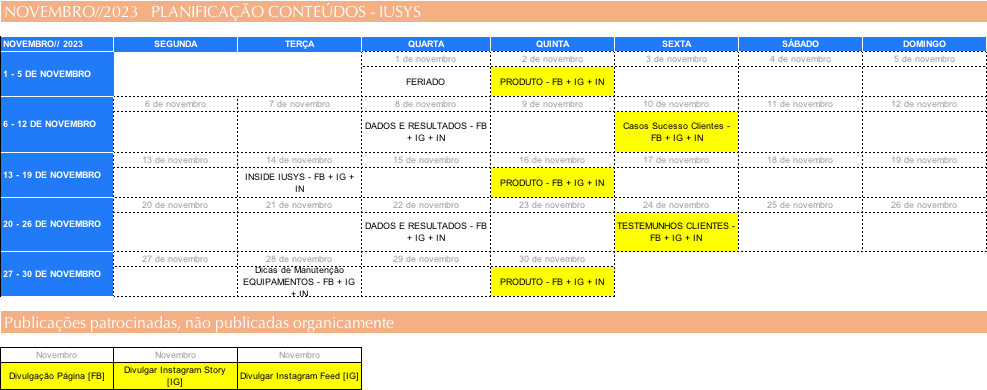 NOVEMBRO//2023 PLANIFICAÇÃO CONTEÚDOS - IUSYS
NOVEMBRO// 2023 SEGUNDA TERÇA QUARTA QUINTA SEXTA SÁBADO DOMINGO
1 - 5 DE NOVEMBRO
1 de novembro 2 de novembro 3 de novembro 4 de novembro 5 de novembro
FERIADO PRODUTO - FB + IG + IN
6 - 12 DE NOVEMBRO
6 de novembro 7 de novembro 8 de novembro 9 de novembro 10 de novembro 11 de novembro 12 de novembro
DADOS E RESULTADOS - FB
+ IG + IN
Casos Sucesso Clientes -
FB + IG + IN
13 - 19 DE NOVEMBRO
13 de novembro 14 de novembro 15 de novembro 16 de novembro 17 de novembro 18 de novembro 19 de novembro
INSIDE IUSYS - FB + IG +
IN
PRODUTO - FB + IG + IN
20 - 26 DE NOVEMBRO
20 de novembro 21 de novembro 22 de novembro 23 de novembro 24 de novembro 25 de novembro 26 de novembro
DADOS E RESULTADOS - FB
+ IG + IN
TESTEMUNHOS CLIENTES -
FB + IG + IN
27 - 30 DE NOVEMBRO
27 de novembro 28 de novembro 29 de novembro 30 de novembro
Dicas de Manutenção
EQUIPAMENTOS - FB + IG
+ IN
PRODUTO - FB + IG + IN
Publicações patrocinadas, não publicadas organicamente
Novembro Novembro Novembro
Divulgação Página [FB]
Divulgar Instagram Story
[IG]
Divulgar Instagram Feed [IG]